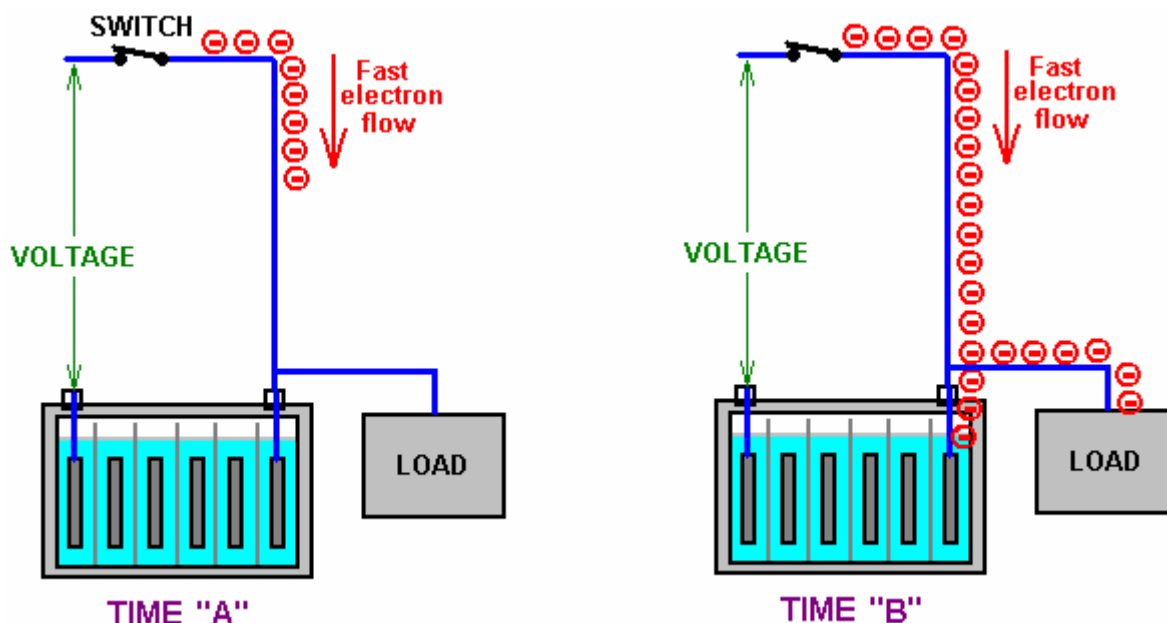 SWITCH
Fast
electron
flow
VOLTAGE
LOAD
TIME "A"
Fast
electron
flow
VOLTAGE
LOAD
TIME "B"